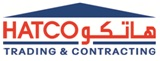 HATCO هاتكو
TRADING & CONTRACTING